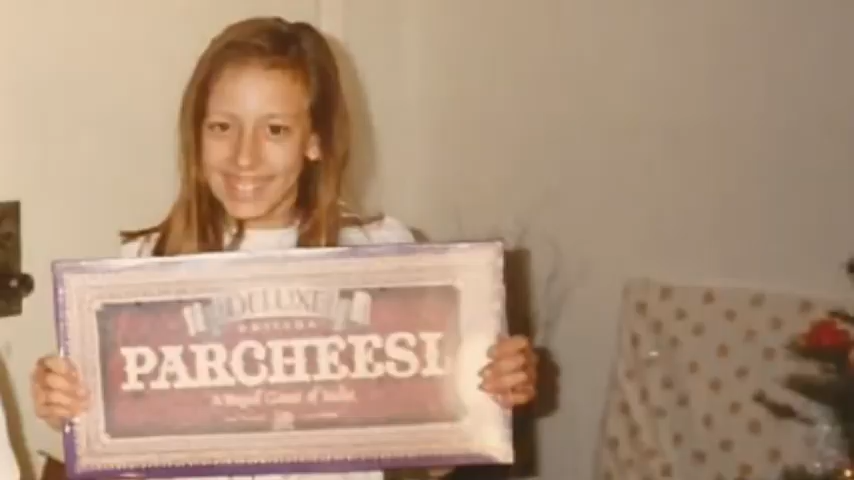 DELUXE
EDITION
PARCHEESI
A Royal Game of India